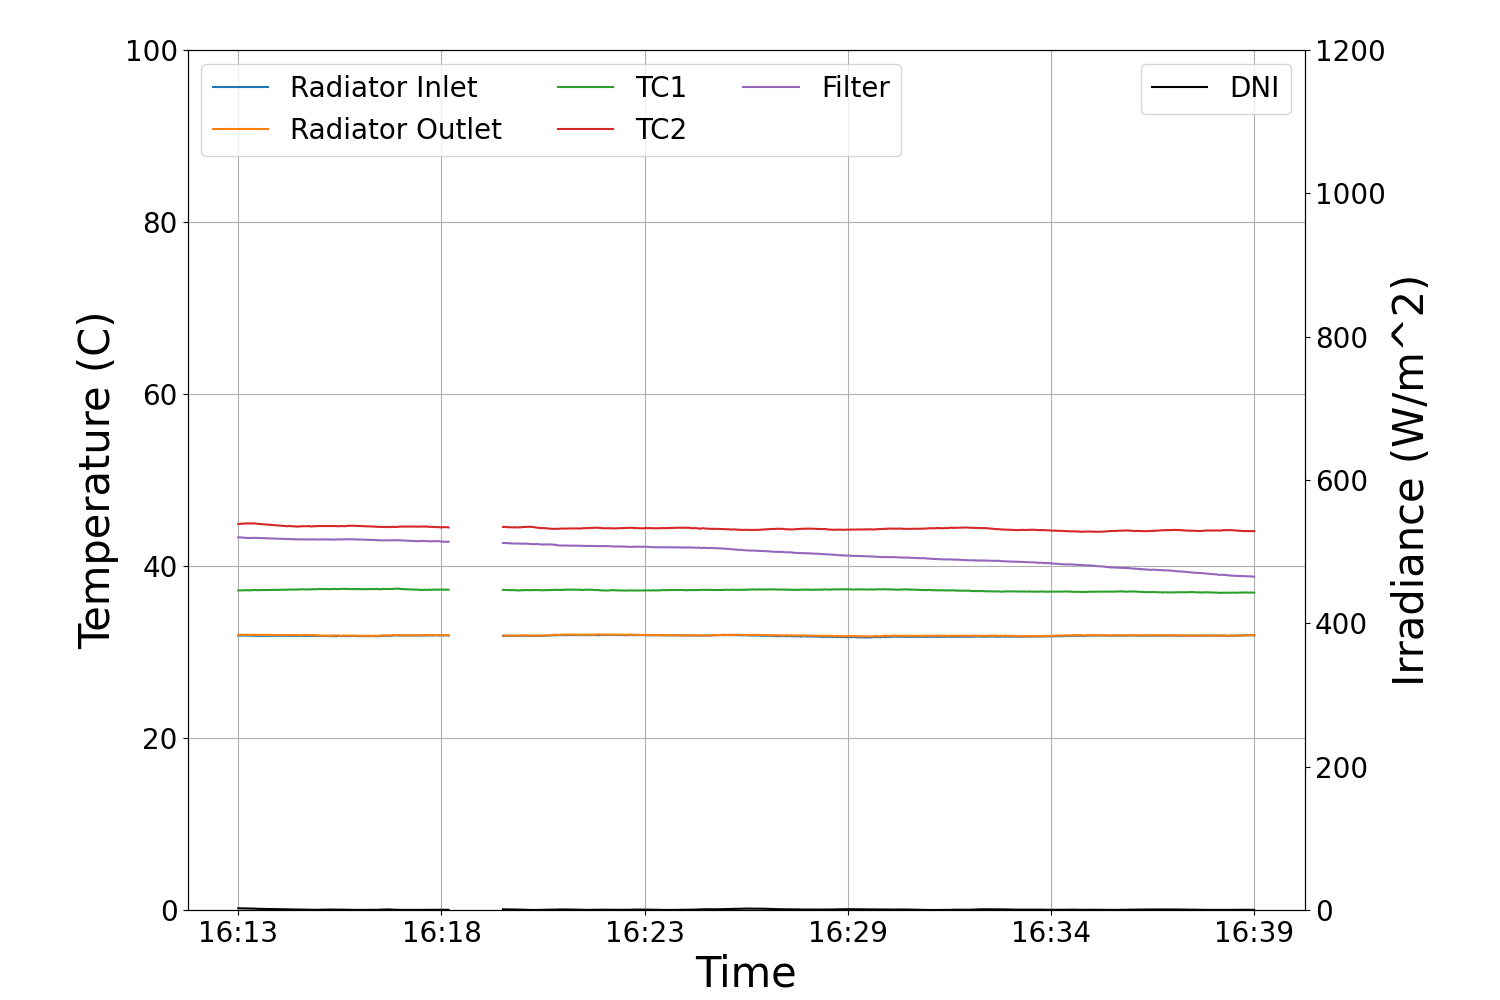 100
80
60
40
20
0
Temperature (C)
Radiator Inlet
Radiator Outlet
TC1
TC2
Filter
DNI
1200
1000
800
600
400
200
0
Irradiance (W/m^2)
16:13 16:18 16:23 16:29 16:34 16:39
Time